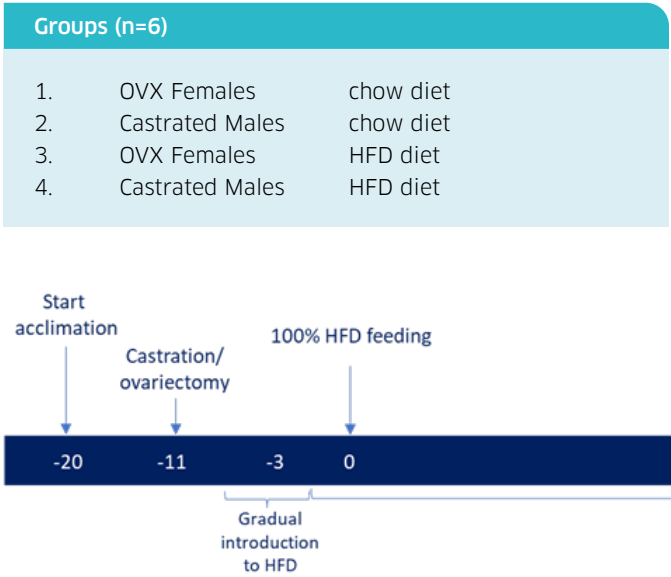 Groups (n=6)
1. OVX Females chow diet
2. Castrated Males chow diet
3. OVX Females HFD diet
4. Castrated Males HFD diet
Start
acclimation
Castration/
ovariectomy
100% HFD feeding
-20 -11 -3 0
Gradual
introduction
to HFD